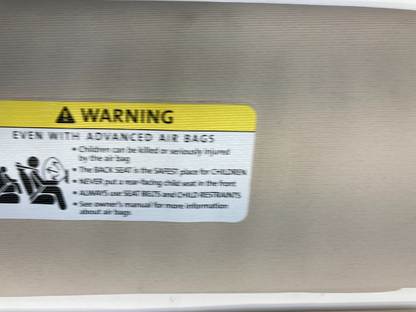 WARNING
EVEN WITH ADVANCED AIR BAGS
• Children can be killed or seriously injured
by the air bag
• The BACK SEAT is the SAFEST place for CHILDREN
• NEVER put a rear-facing child seat in the front
• ALWAYS use SEAT BELTS and CHILD RESTRAINTS
• See owner's manual for more information
about air bags